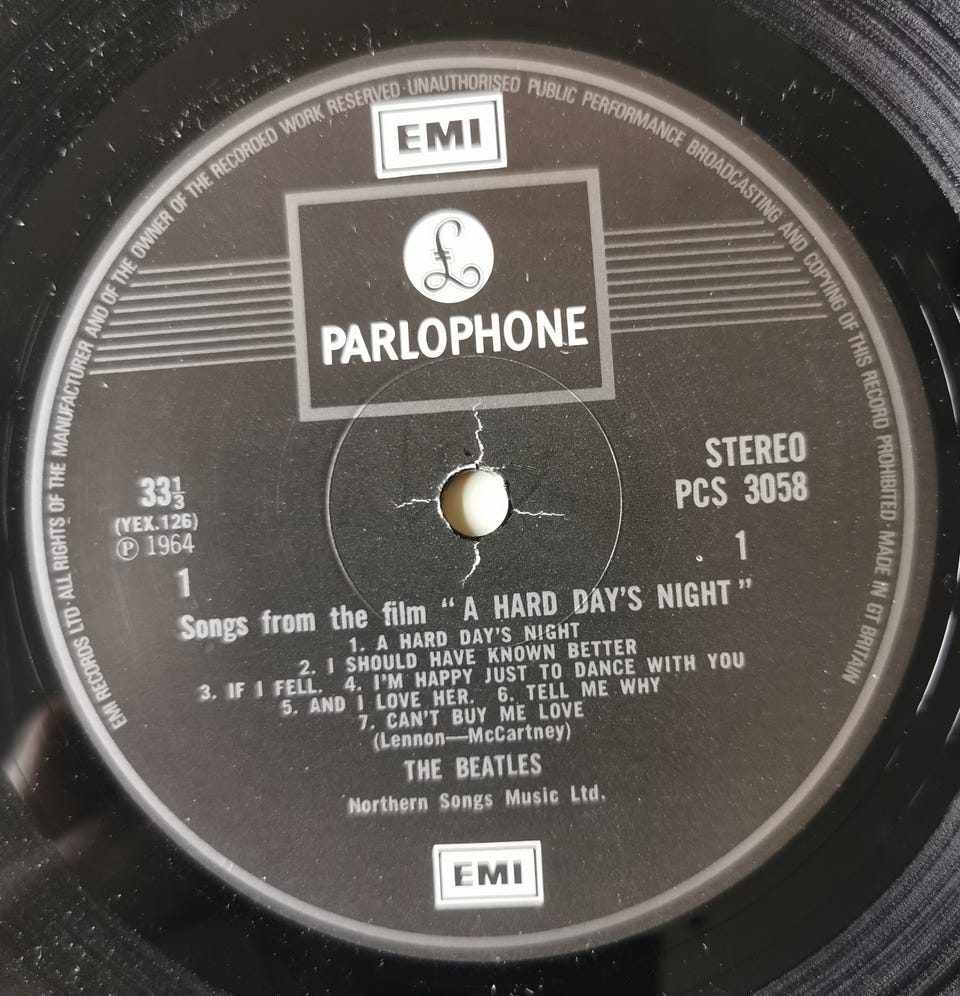 EMI RECORDS LTD·ALL RIGHTS OF THE MANUFACTURER AND OF THE OWNER OF THE RECORDED WORK RESERVED·UNAUTHORISED PUBLIC PERFORMANCE BROADCASTING AND COPYING OF THIS RECORD PROHIBITED·MADE IN GT BRITAIN
EMI
£
PARLOPHONE
STEREO
PCS 3058
1
33⅓
(YEX.126)
℗ 1964
1
Songs from the film “A HARD DAY'S NIGHT”
1. A HARD DAY'S NIGHT
2. I SHOULD HAVE KNOWN BETTER
3. IF I FELL. 4. I'M HAPPY JUST TO DANCE WITH YOU
5. AND I LOVE HER. 6. TELL ME WHY
7. CAN'T BUY ME LOVE
(Lennon—McCartney)
THE BEATLES
Northern Songs Music Ltd.
EMI